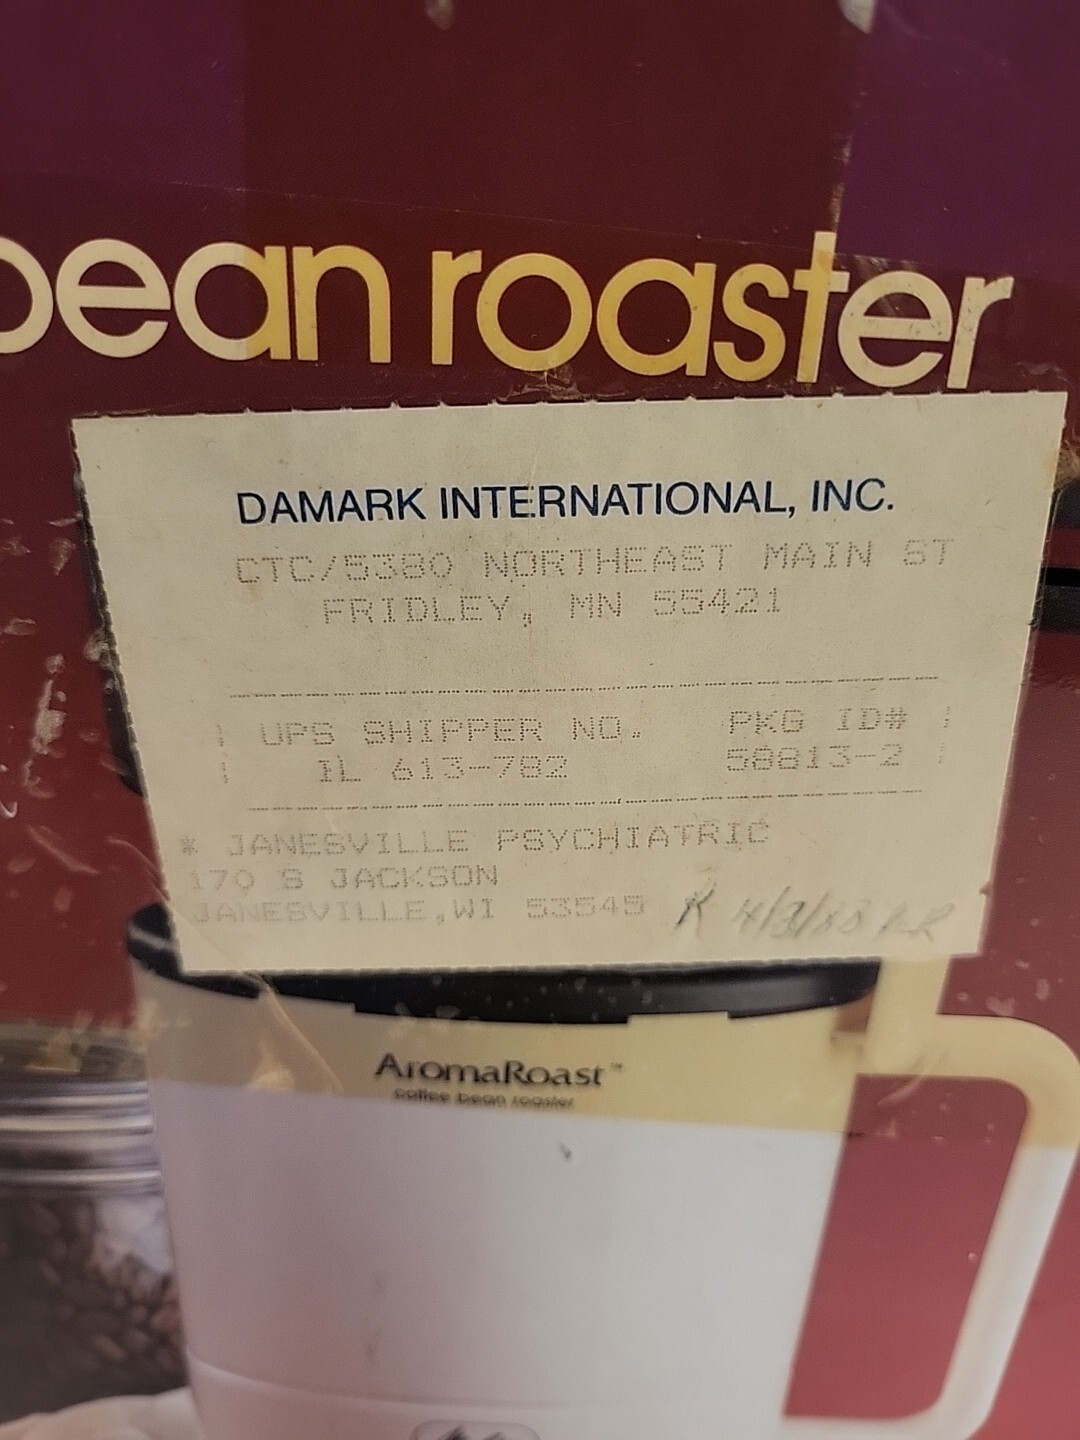 bean roaster
DAMARK INTERNATIONAL, INC.
CTC/5380 NORTHEAST MAIN ST
FRIDLEY, MN 55421
UPS SHIPPER NO. PKG ID#
IL 613-782 58813-2
* JANESVILLE PSYCHIATRIC
170 S JACKSON
JANESVILLE,WI 53545
AromaRoast™
coffee bean roaster